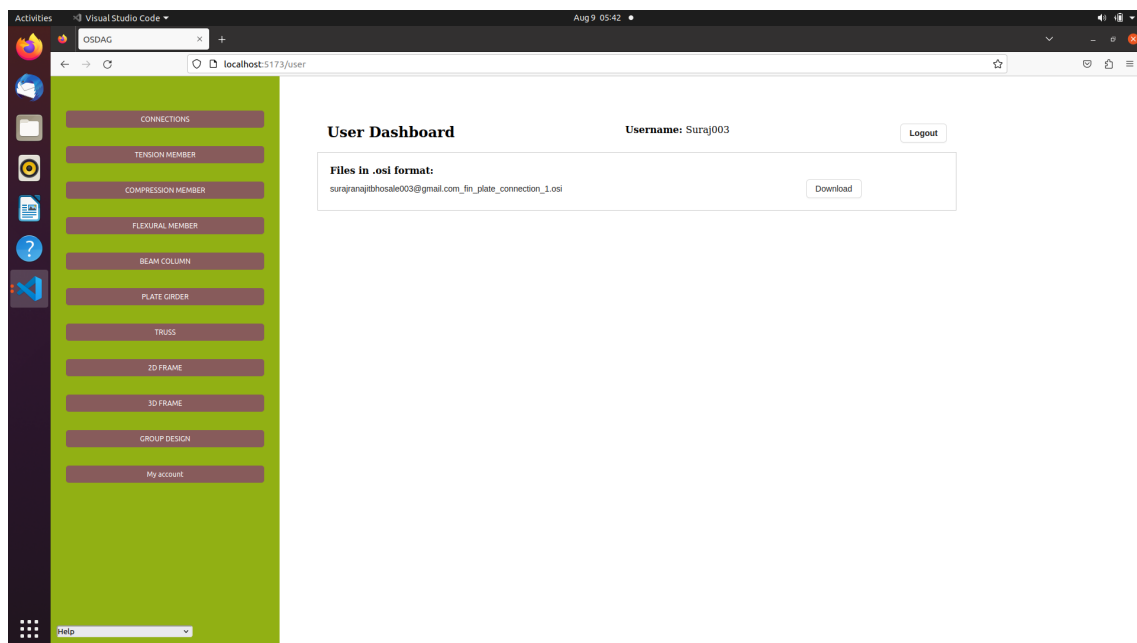 Activities Visual Studio Code Aug 9 05:42
OSDAG
localhost:5173/user
CONNECTIONS
TENSION MEMBER
COMPRESSION MEMBER
FLEXURAL MEMBER
BEAM COLUMN
PLATE GIRDER
TRUSS
2D FRAME
3D FRAME
GROUP DESIGN
My account
Help
User Dashboard Username: Suraj003 Logout
Files in .osi format:
surajranajitbhosale003@gmail.com_fin_plate_connection_1.osi Download